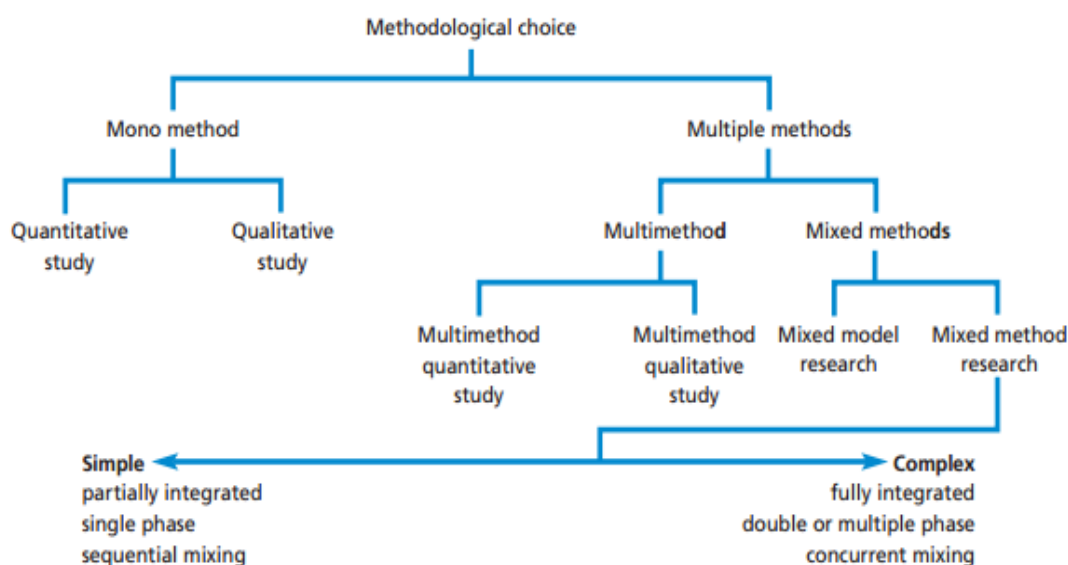 Methodological choice
Mono method
Multiple methods
Quantitative
study
Qualitative
study
Multimethod
Mixed methods
Multimethod
quantitative
study
Multimethod
qualitative
study
Mixed model
research
Mixed method
research
Simple
partially integrated
single phase
sequential mixing
Complex
fully integrated
double or multiple phase
concurrent mixing